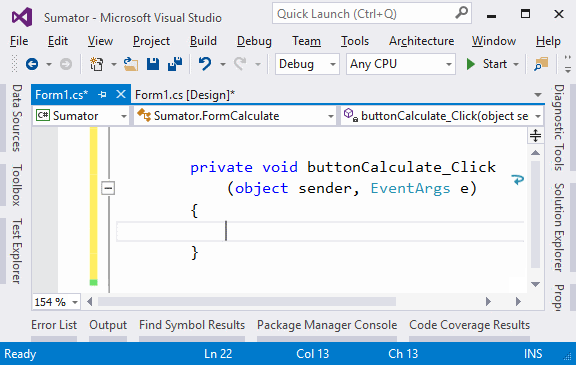 Sumator - Microsoft Visual Studio
Quick Launch (Ctrl+Q)
File Edit View Project Build Debug Team Tools Architecture Window Help
Debug Any CPU Start
Form1.cs* Form1.cs [Design]*
C# Sumator Sumator.FormCalculate buttonCalculate_Click(object se
Data Sources
Toolbox
Test Explorer
private void buttonCalculate_Click
(object sender, EventArgs e)
{
}
Diagnostic Tools
Solution Explorer
Prope
154 %
Error List Output Find Symbol Results Package Manager Console Code Coverage Results
Ready Ln 22 Col 13 Ch 13 INS